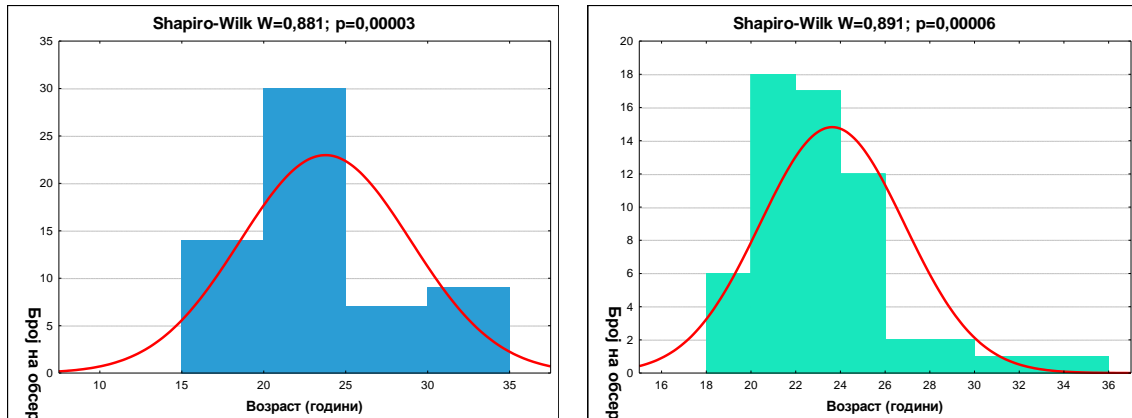 Shapiro-Wilk W=0,881; p=0,00003
35
30
25
20
15
10
5
0
10 15 20 25 30 35
Возраст (години)
Број на обсер
Shapiro-Wilk W=0,891; p=0,00006
20
18
16
14
12
10
8
6
4
2
0
16 18 20 22 24 26 28 30 32 34 36
Возраст (години)
Број на обсер